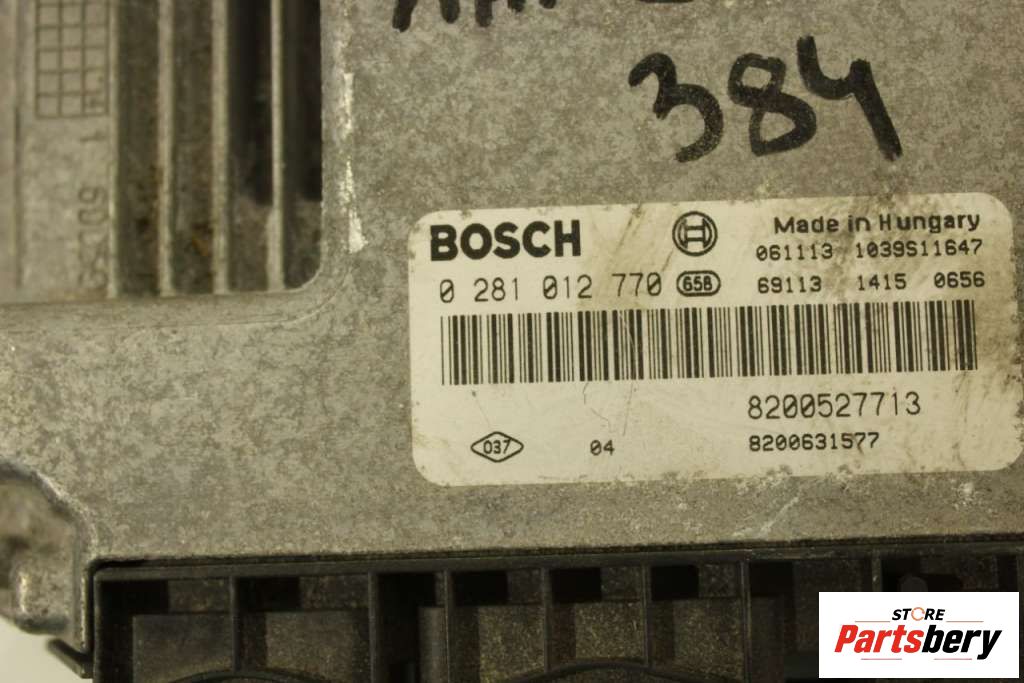 384
BOSCH
Made in Hungary
061113 1039S11647
0 281 012 770 658
69113 1415 0656
8200527713
037 04 8200631577
STORE
Partsbery